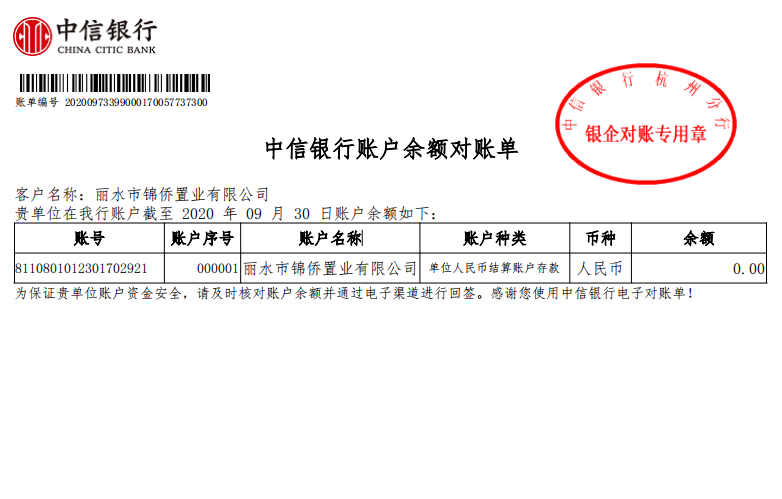 中信银行
CHINA CITIC BANK
账单编号 20200973399000170057737300
中信银行杭州分行
银企对账专用章
中信银行账户余额对账单
客户名称：丽水市锦侨置业有限公司
贵单位在我行账户截至 2020 年 09 月 30 日账户余额如下：
账号 账户序号 账户名称 账户种类 币种 余额
8110801012301702921 000001 丽水市锦侨置业有限公司 单位人民币结算账户存款 人民币 0.00
为保证贵单位账户资金安全，请及时核对账户余额并通过电子渠道进行回签。感谢您使用中信银行电子对账单！